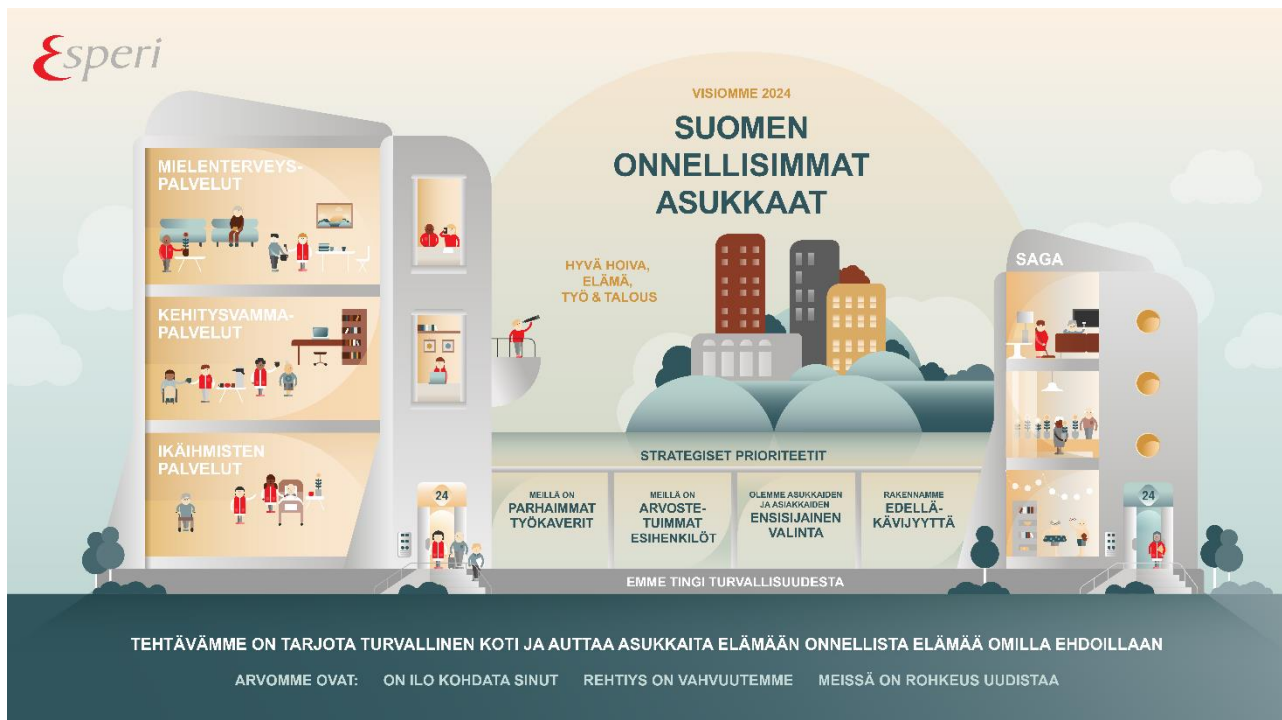 Esperi
VISIOMME 2024
SUOMEN
ONNELLISIMMAT
ASUKKAAT
HYVÄ HOIVA,
ELÄMÄ,
TYÖ & TALOUS
MIELENTERVEYS-
PALVELUT
KEHITYSVAMMA-
PALVELUT
IKÄIHMISTEN
PALVELUT
24
SAGA
24
STRATEGISET PRIORITEETIT
MEILLÄ ON
PARHAIMMAT
TYÖKAVERIT
MEILLÄ ON
ARVOSTE-
TUIMMAT
ESIHENKILÖT
OLEMME ASUKKAIDEN
JA ASIAKKAIDEN
ENSISIJAINEN
VALINTA
RAKENNAMME
EDELLÄ-
KÄVIJYYTTÄ
EMME TINGI TURVALLISUUDESTA
TEHTÄVÄMME ON TARJOTA TURVALLINEN KOTI JA AUTTAA ASUKKAITA ELÄMÄÄN ONNELLISTA ELÄMÄÄ OMILLA EHDOILLAAN
ARVOMME OVAT: ON ILO KOHDATA SINUT REHTIYS ON VAHVUUTEMME MEISSÄ ON ROHKEUS UUDISTAA